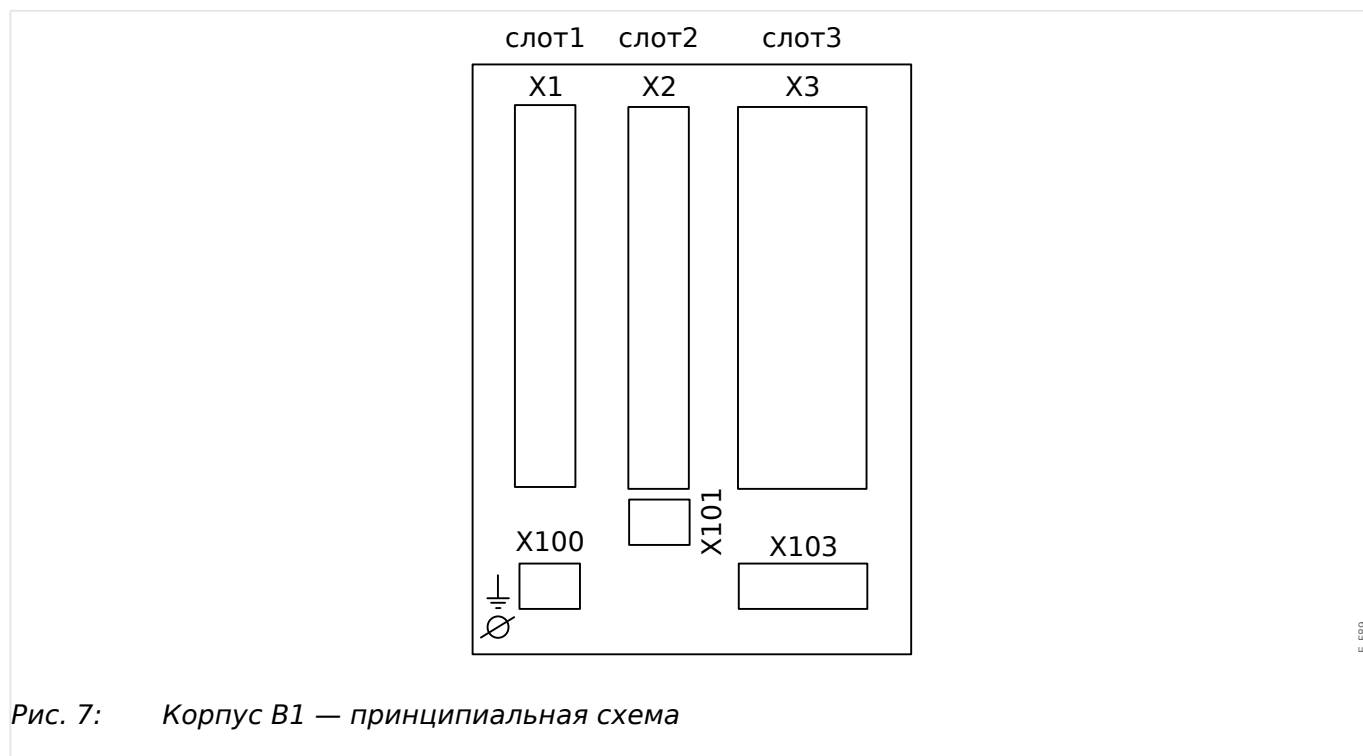 слот1 слот2 слот3
X1 X2 X3
X101
X100 X103
Рис. 7: Корпус B1 — принципиальная схема